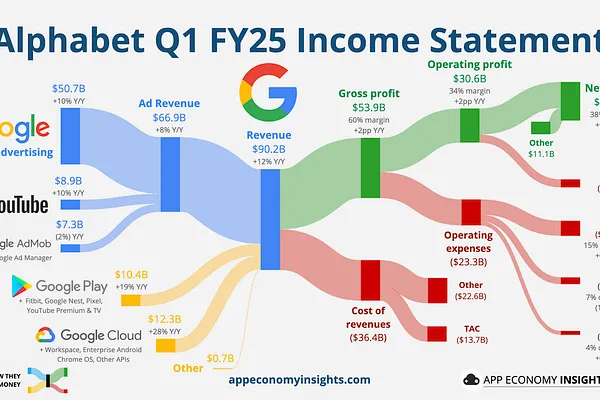 Alphabet Q1 FY25 Income Statement
$50.7B
+10% Y/Y
Advertising
$8.9B
+10% Y/Y
YouTube
$7.3B
(2%) Y/Y
AdMob
Ad Manager
Ad Revenue
$66.9B
+8% Y/Y
Google Play
+ Fitbit, Google Nest, Pixel,
YouTube Premium & TV
$10.4B
+19% Y/Y
Google Cloud
+ Workspace, Enterprise Android
Chrome OS, Other APIs
$12.3B
+28% Y/Y
Other
$0.7B
G
Revenue
$90.2B
+12% Y/Y
Gross profit
$53.9B
60% margin
+2pp Y/Y
Cost of
revenues
($36.4B)
Other
($22.6B)
TAC
($13.7B)
Operating profit
$30.6B
34% margin
+2pp Y/Y
Operating
expenses
($23.3B)
Other
$11.1B
THEY
MONEY
appeconomyinsights.com
APP ECONOMY